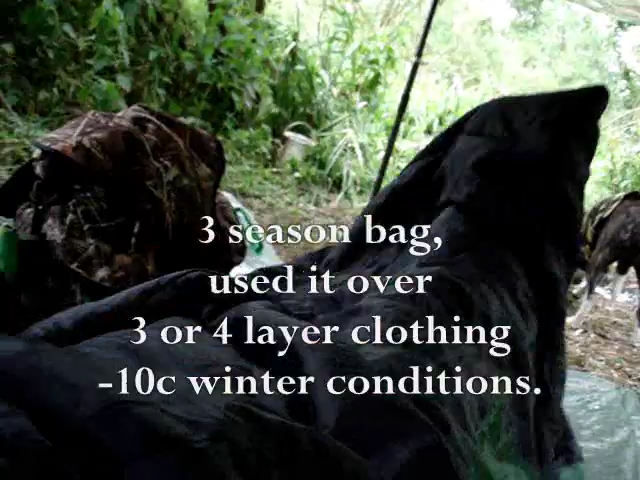 3 season bag,
used it over
3 or 4 layer clothing
-10c winter conditions.